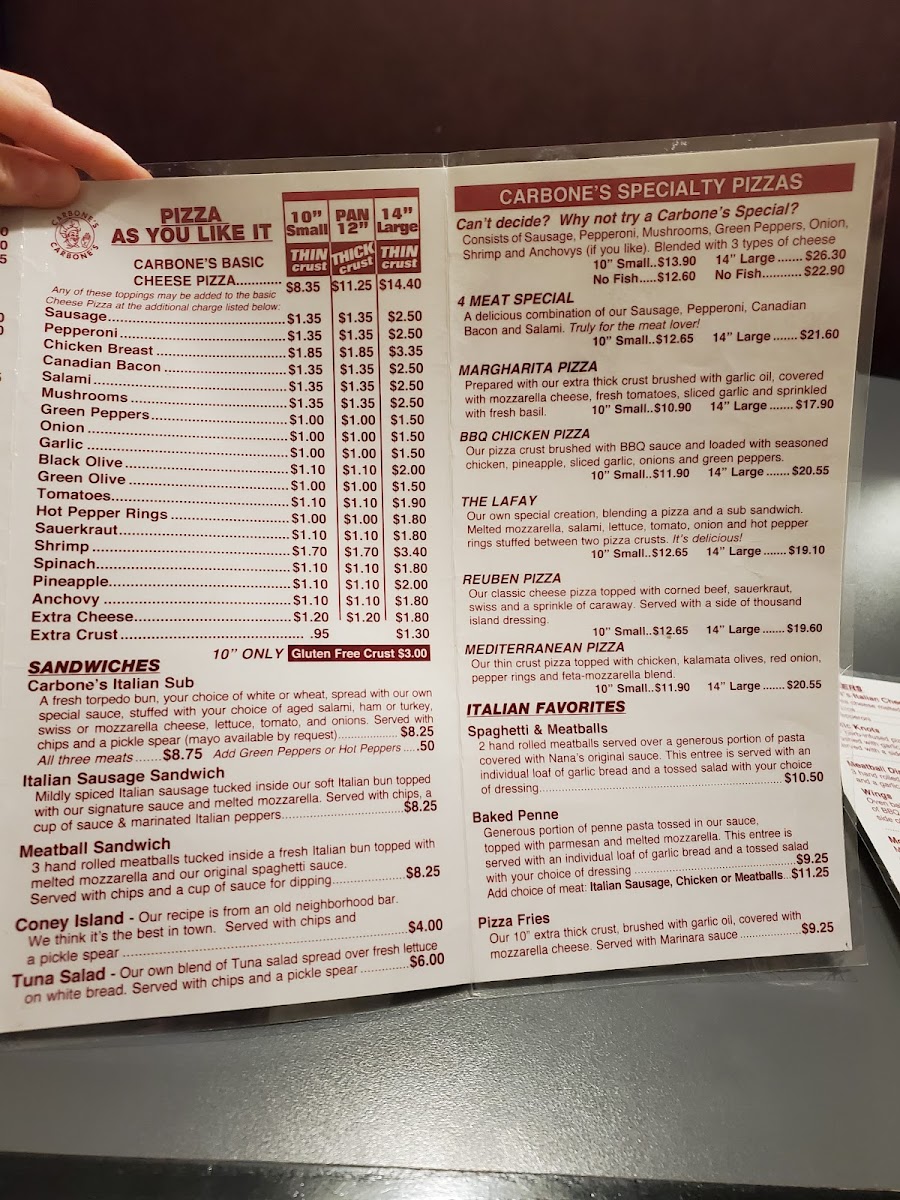 CARBONE'S
CARBONE'S
PIZZA
AS YOU LIKE IT
10" Small PAN 12" 14" Large
THIN crust THICK crust THIN crust
CARBONE'S BASIC
CHEESE PIZZA........... $8.35 $11.25 $14.40
Any of these toppings may be added to the basic
Cheese Pizza at the additional charge listed below:
Sausage........ $1.35 $1.35 $2.50
Pepperoni........ $1.35 $1.35 $2.50
Chicken Breast ........ $1.85 $1.85 $3.35
Canadian Bacon ........ $1.35 $1.35 $2.50
Salami........ $1.35 $1.35 $2.50
Mushrooms ........ $1.35 $1.35 $2.50
Green Peppers........ $1.00 $1.00 $1.50
Onion ........ $1.00 $1.00 $1.50
Garlic ........ $1.00 $1.00 $1.50
Black Olive ........ $1.10 $1.10 $2.00
Green Olive ........ $1.00 $1.00 $1.50
Tomatoes........ $1.10 $1.10 $1.90
Hot Pepper Rings ........ $1.00 $1.00 $1.80
Sauerkraut........ $1.10 $1.10 $1.80
Shrimp ........ $1.70 $1.70 $3.40
Spinach........ $1.10 $1.10 $1.80
Pineapple........ $1.10 $1.10 $2.00
Anchovy ........ $1.10 $1.10 $1.80
Extra Cheese........ $1.20 $1.20 $1.80
Extra Crust ........ .95 $1.30
10" ONLY Gluten Free Crust $3.00
SANDWICHES
Carbone's Italian Sub
A fresh torpedo bun, your choice of white or wheat, spread with our own
special sauce, stuffed with your choice of aged salami, ham or turkey,
swiss or mozzarella cheese, lettuce, tomato, and onions. Served with
chips and a pickle spear (mayo available by request)........ $8.25
All three meats ....... $8.75 Add Green Peppers or Hot Peppers .... .50
Italian Sausage Sandwich
Mildly spiced Italian sausage tucked inside our soft Italian bun topped
with our signature sauce and melted mozzarella. Served with chips, a
cup of sauce & marinated Italian peppers........ $8.25
Meatball Sandwich
3 hand rolled meatballs tucked inside a fresh Italian bun topped with
melted mozzarella and our original spaghetti sauce.
Served with chips and a cup of sauce for dipping........ $8.25
Coney Island - Our recipe is from an old neighborhood bar.
We think it's the best in town. Served with chips and
a pickle spear ........ $4.00
Tuna Salad - Our own blend of Tuna salad spread over fresh lettuce
on white bread. Served with chips and a pickle spear ........ $6.00
CARBONE'S SPECIALTY PIZZAS
Can't decide? Why not try a Carbone's Special?
Consists of Sausage, Pepperoni, Mushrooms, Green Peppers, Onion,
Shrimp and Anchovys (if you like). Blended with 3 types of cheese
10" Small..$13.90 14" Large ....... $26.30
No Fish.....$12.60 No Fish........... $22.90
4 MEAT SPECIAL
A delicious combination of our Sausage, Pepperoni, Canadian
Bacon and Salami. Truly for the meat lover!
10" Small..$12.65 14" Large ....... $21.60
MARGHARITA PIZZA
Prepared with our extra thick crust brushed with garlic oil, covered
with mozzarella cheese, fresh tomatoes, sliced garlic and sprinkled
with fresh basil. 10" Small..$10.90 14" Large ....... $17.90
BBQ CHICKEN PIZZA
Our pizza crust brushed with BBQ sauce and loaded with seasoned
chicken, pineapple, sliced garlic, onions and green peppers.
10" Small..$11.90 14" Large ....... $20.55
THE LAFAY
Our own special creation, blending a pizza and a sub sandwich.
Melted mozzarella, salami, lettuce, tomato, onion and hot pepper
rings stuffed between two pizza crusts. It's delicious!
10" Small..$12.65 14" Large ....... $19.10
REUBEN PIZZA
Our classic cheese pizza topped with corned beef, sauerkraut,
swiss and a sprinkle of caraway. Served with a side of thousand
island dressing.
10" Small..$12.65 14" Large ....... $19.60
MEDITERRANEAN PIZZA
Our thin crust pizza topped with chicken, kalamata olives, red onion,
pepper rings and feta-mozzarella blend.
10" Small..$11.90 14" Large ....... $20.55
ITALIAN FAVORITES
Spaghetti & Meatballs
2 hand rolled meatballs served over a generous portion of pasta
covered with Nana's original sauce. This entree is served with an
individual loaf of garlic bread and a tossed salad with your choice
of dressing........ $10.50
Baked Penne
Generous portion of penne pasta tossed in our sauce,
topped with parmesan and melted mozzarella. This entree is
served with an individual loaf of garlic bread and a tossed salad
with your choice of dressing ........ $9.25
Add choice of meat: Italian Sausage, Chicken or Meatballs.. $11.25
Pizza Fries
Our 10" extra thick crust, brushed with garlic oil, covered with
mozzarella cheese. Served with Marinara sauce ........ $9.25
Knots
Meatball
3 hand rolled
and a garlic
Wings
Oven
of BBQ
side